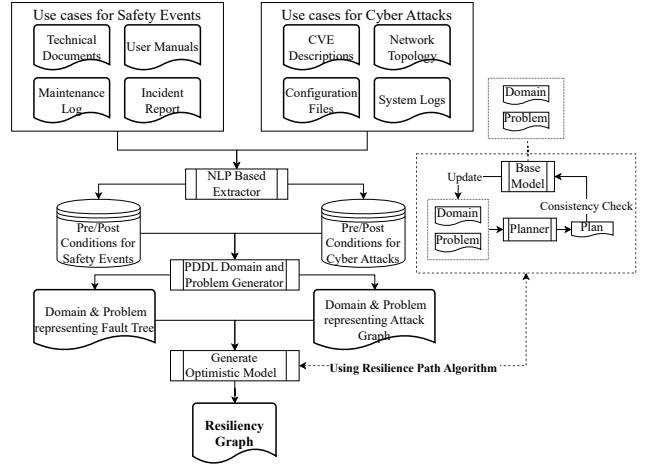 Use cases for Safety Events
Technical
Documents
User Manuals
Maintenance
Log
Incident
Report
Use cases for Cyber Attacks
CVE
Descriptions
Network
Topology
Configuration
Files
System Logs
NLP Based
Extractor
Pre/Post
Conditions for
Safety Events
Pre/Post
Conditions for
Cyber Attacks
PDDL Domain and
Problem Generator
Domain & Problem
representing Fault Tree
Domain & Problem
representing Attack
Graph
Generate
Optimistic Model
Using Resilience Path Algorithm
Resiliency
Graph
Domain
Problem
Base
Model
Update
Consistency Check
Domain
Problem
Planner
Plan